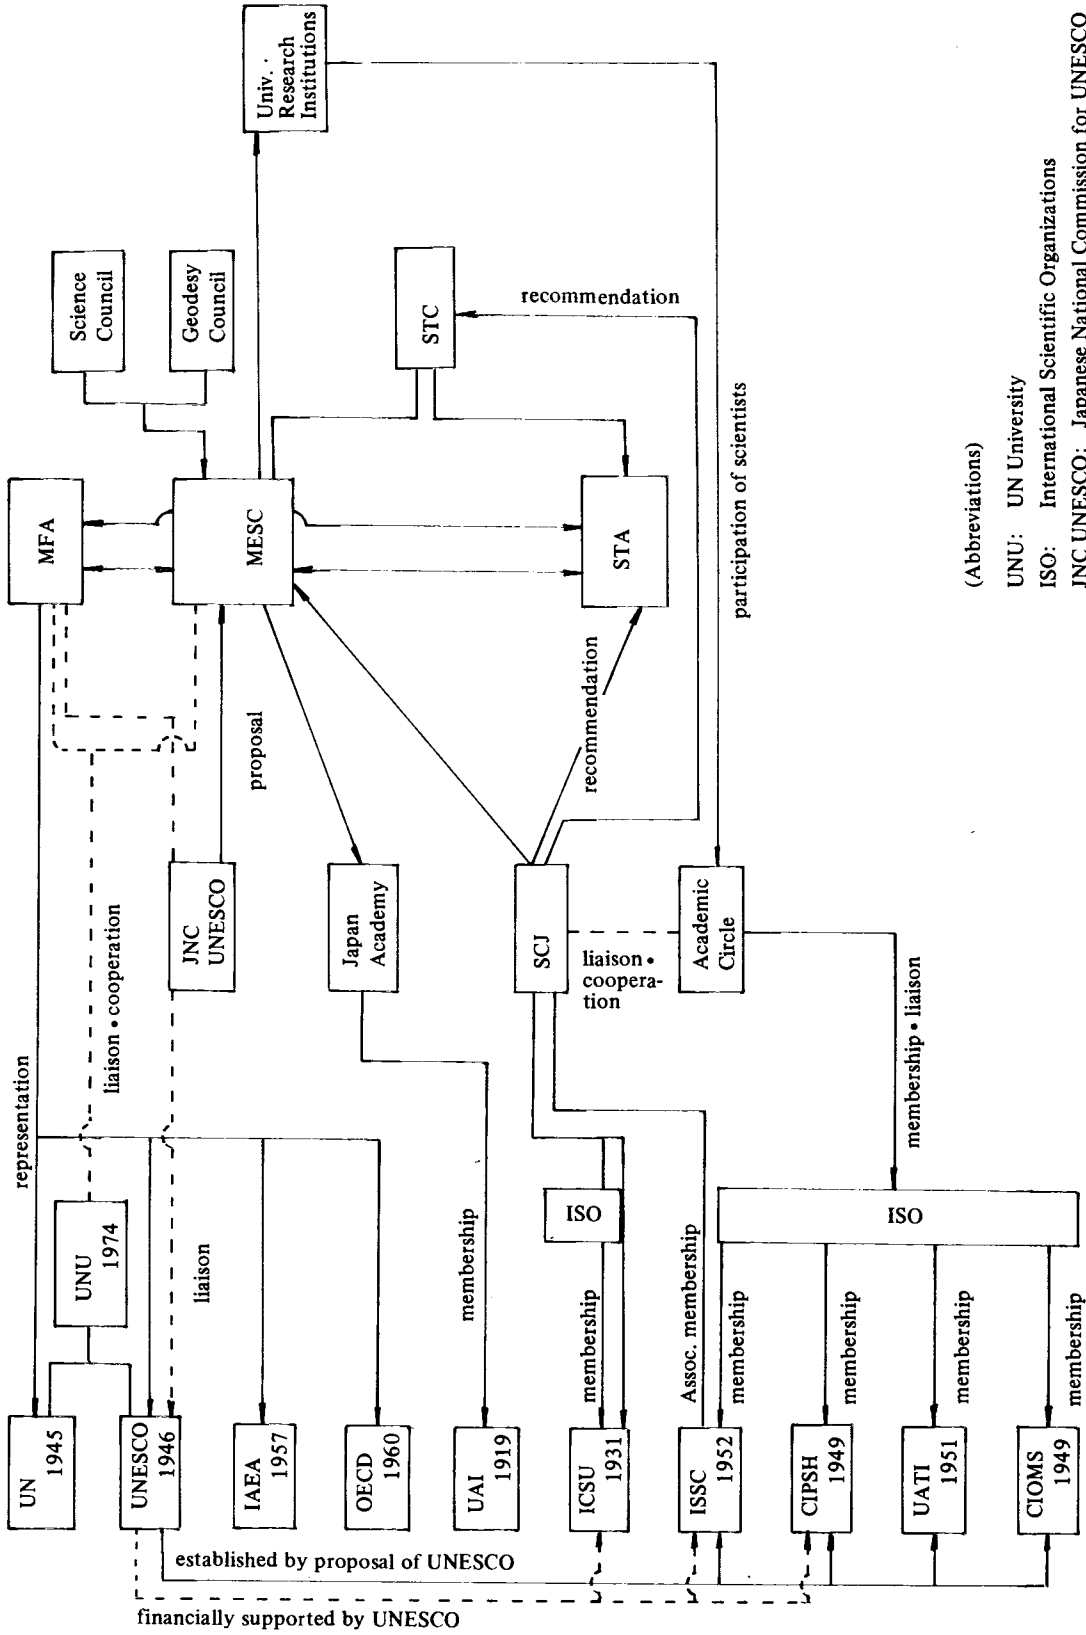 UN
1945
UNESCO
1946
IAEA
1957
OECD
1960
UAI
1919
ICSU
1931
ISSC
1952
CIPSH
1949
UATI
1951
CIOMS
1949
established by proposal of UNESCO
financially supported by UNESCO
UNU
1974
representation
liaison • cooperation
liaison
membership
membership
Assoc. membership
membership
membership
membership
membership
ISO
ISO
membership • liaison
JNC
UNESCO
Japan
Academy
SCJ
liaison •
coopera-
tion
Academic
Circle
proposal
recommendation
participation of scientists
MFA
MESC
STA
Science
Council
Geodesy
Council
STC
recommendation
Univ. ·
Research
Institutions
(Abbreviations)
UNU: UN University
ISO: International Scientific Organizations
JNC UNESCO: Japanese National Commission for UNESCO